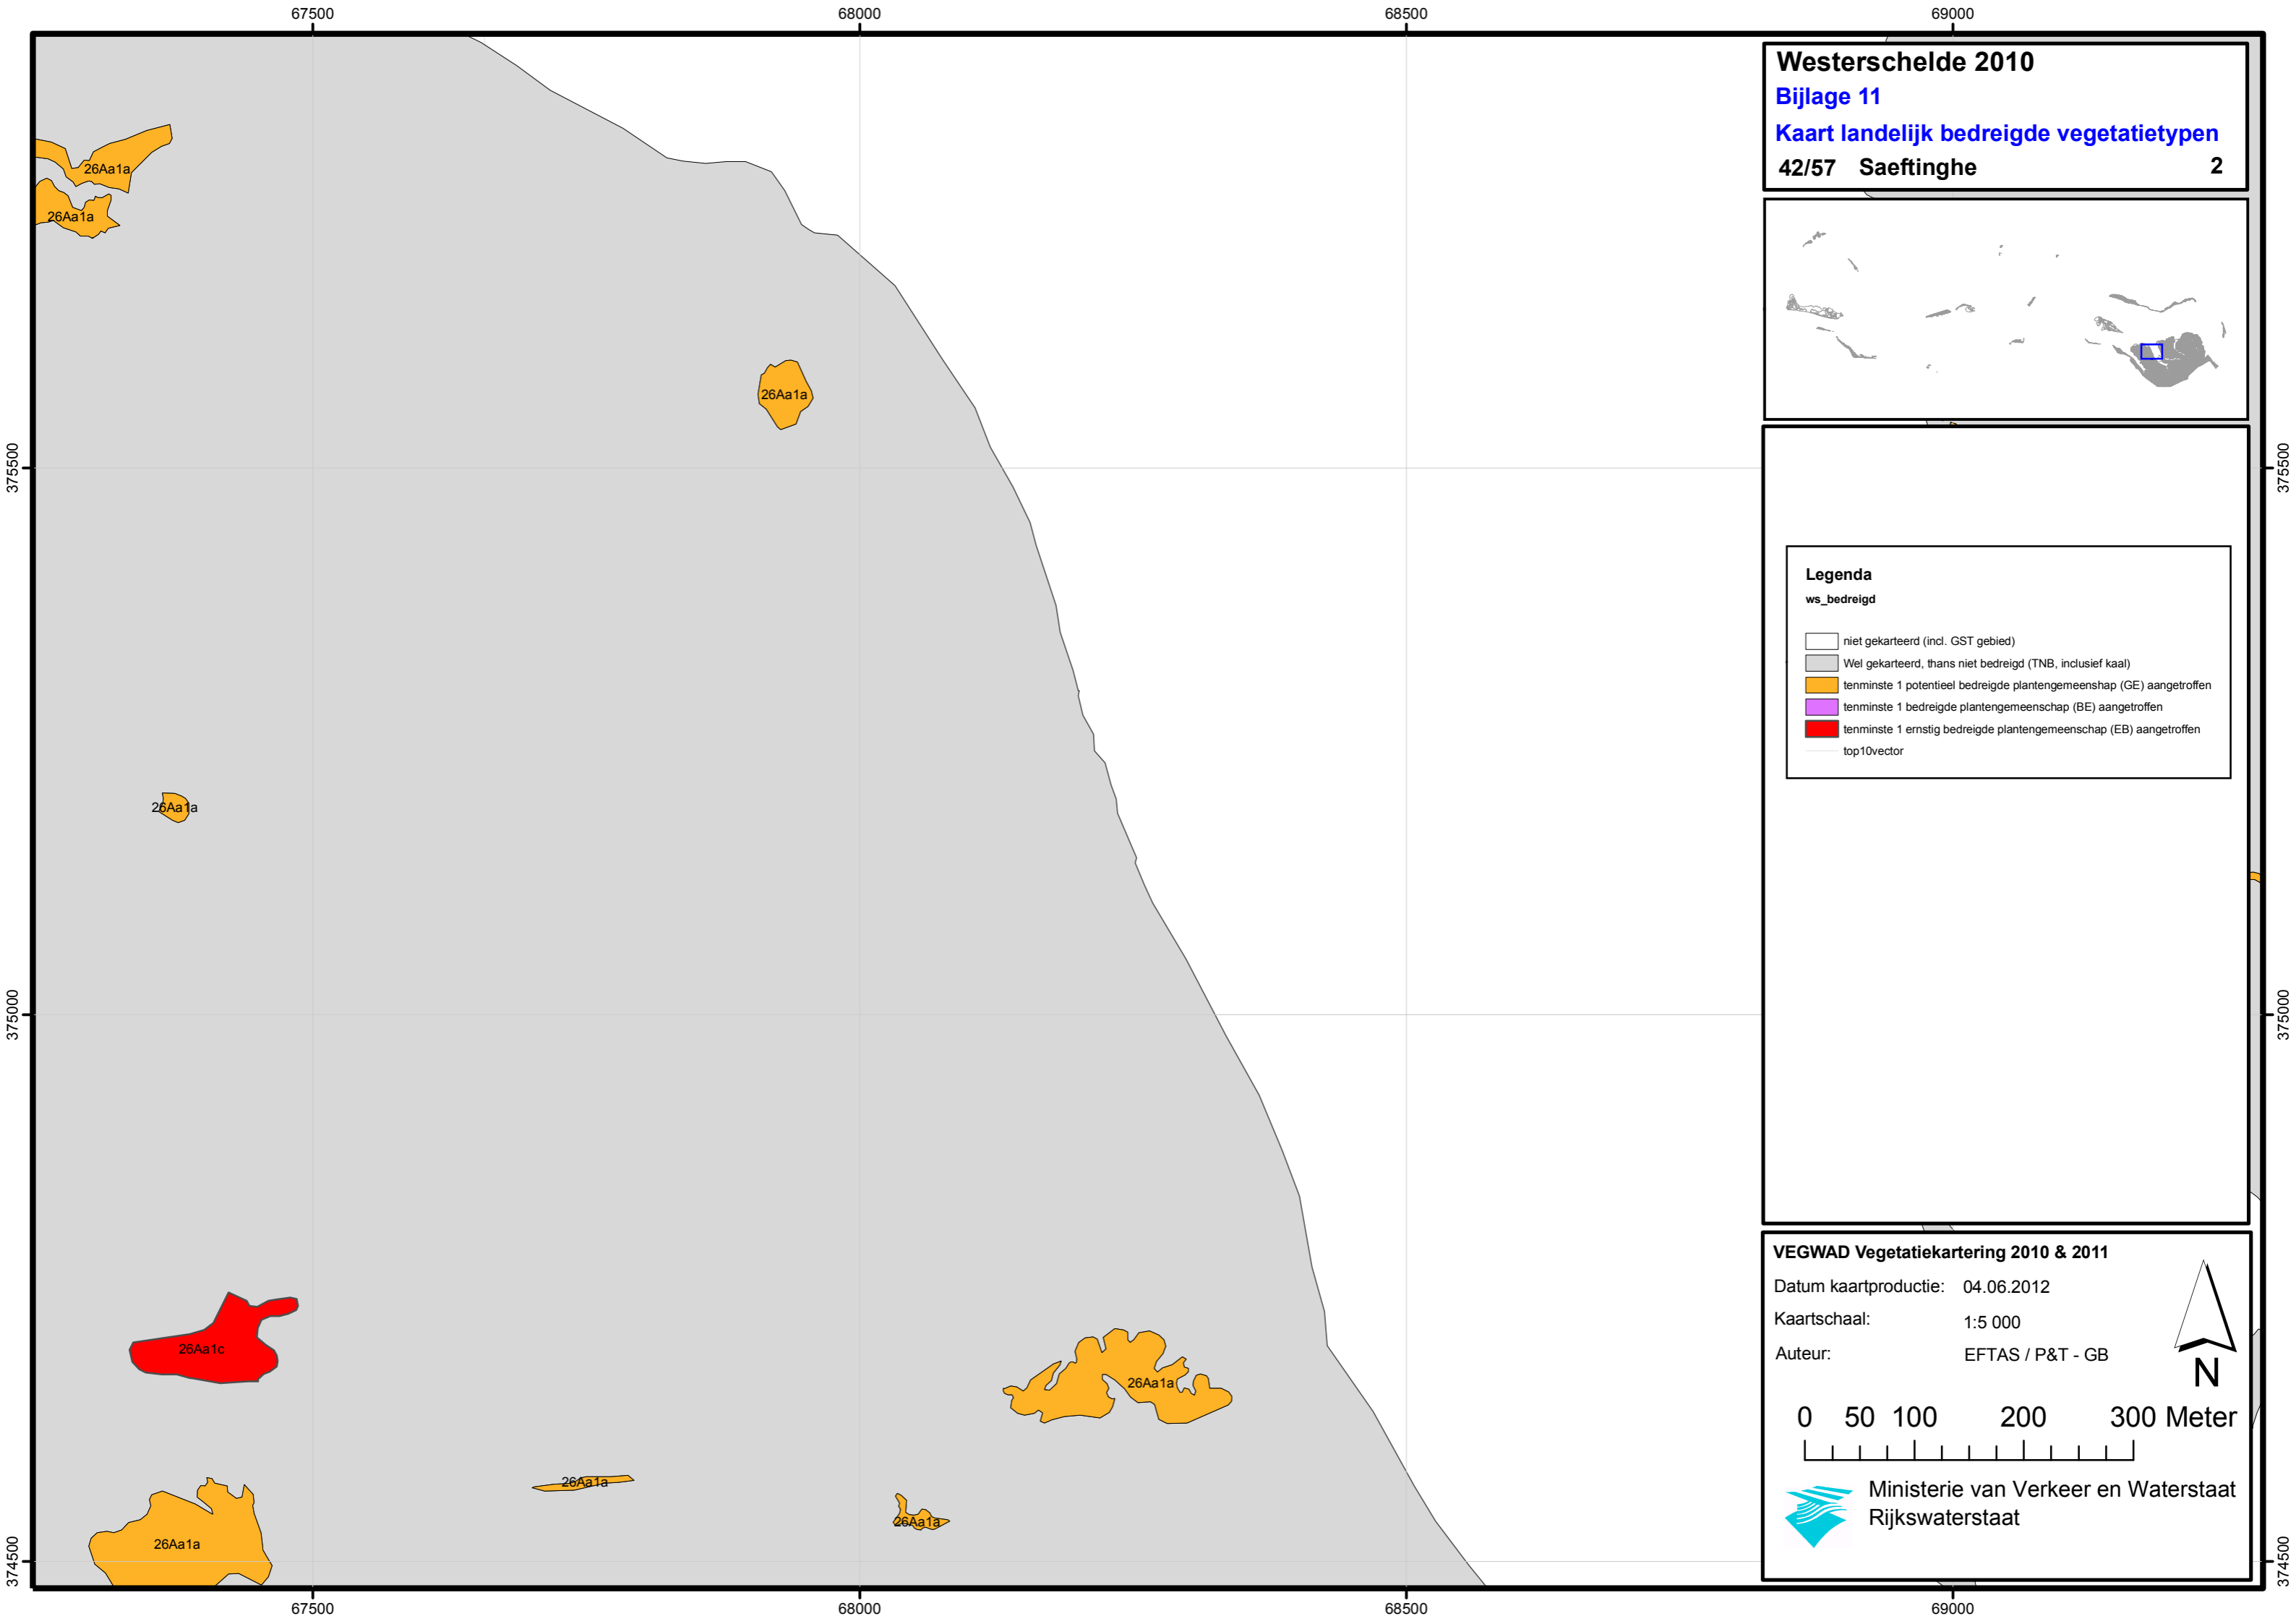 67500 68000 68500 69000
Westerschelde 2010
Bijlage 11
Kaart landelijk bedreigde vegetatietypen
42/57 Saeftinghe 2
26Aa1a
26Aa1a
26Aa1a
375500 375500
Legenda
ws_bedreigd
niet gekarteerd (incl. GST gebied)
Wel gekarteerd, thans niet bedreigd (TNB, inclusief kaal)
tenminste 1 potentieel bedreigde plantengemeenshap (GE) aangetroffen
tenminste 1 bedreigde plantengemeenschap (BE) aangetroffen
tenminste 1 ernstig bedreigde plantengemeenschap (EB) aangetroffen
top10vector
26Aa1a
375000 375000
VEGWAD Vegetatiekartering 2010 & 2011
Datum kaartproductie: 04.06.2012
Kaartschaal: 1:5 000
Auteur: EFTAS / P&T - GB
N
26Aa1c
26Aa1a
0 50 100 200 300 Meter
26Aa1a
26Aa1a
26Aa1a
Ministerie van Verkeer en Waterstaat
Rijkswaterstaat
374500 374500
67500 68000 68500 69000